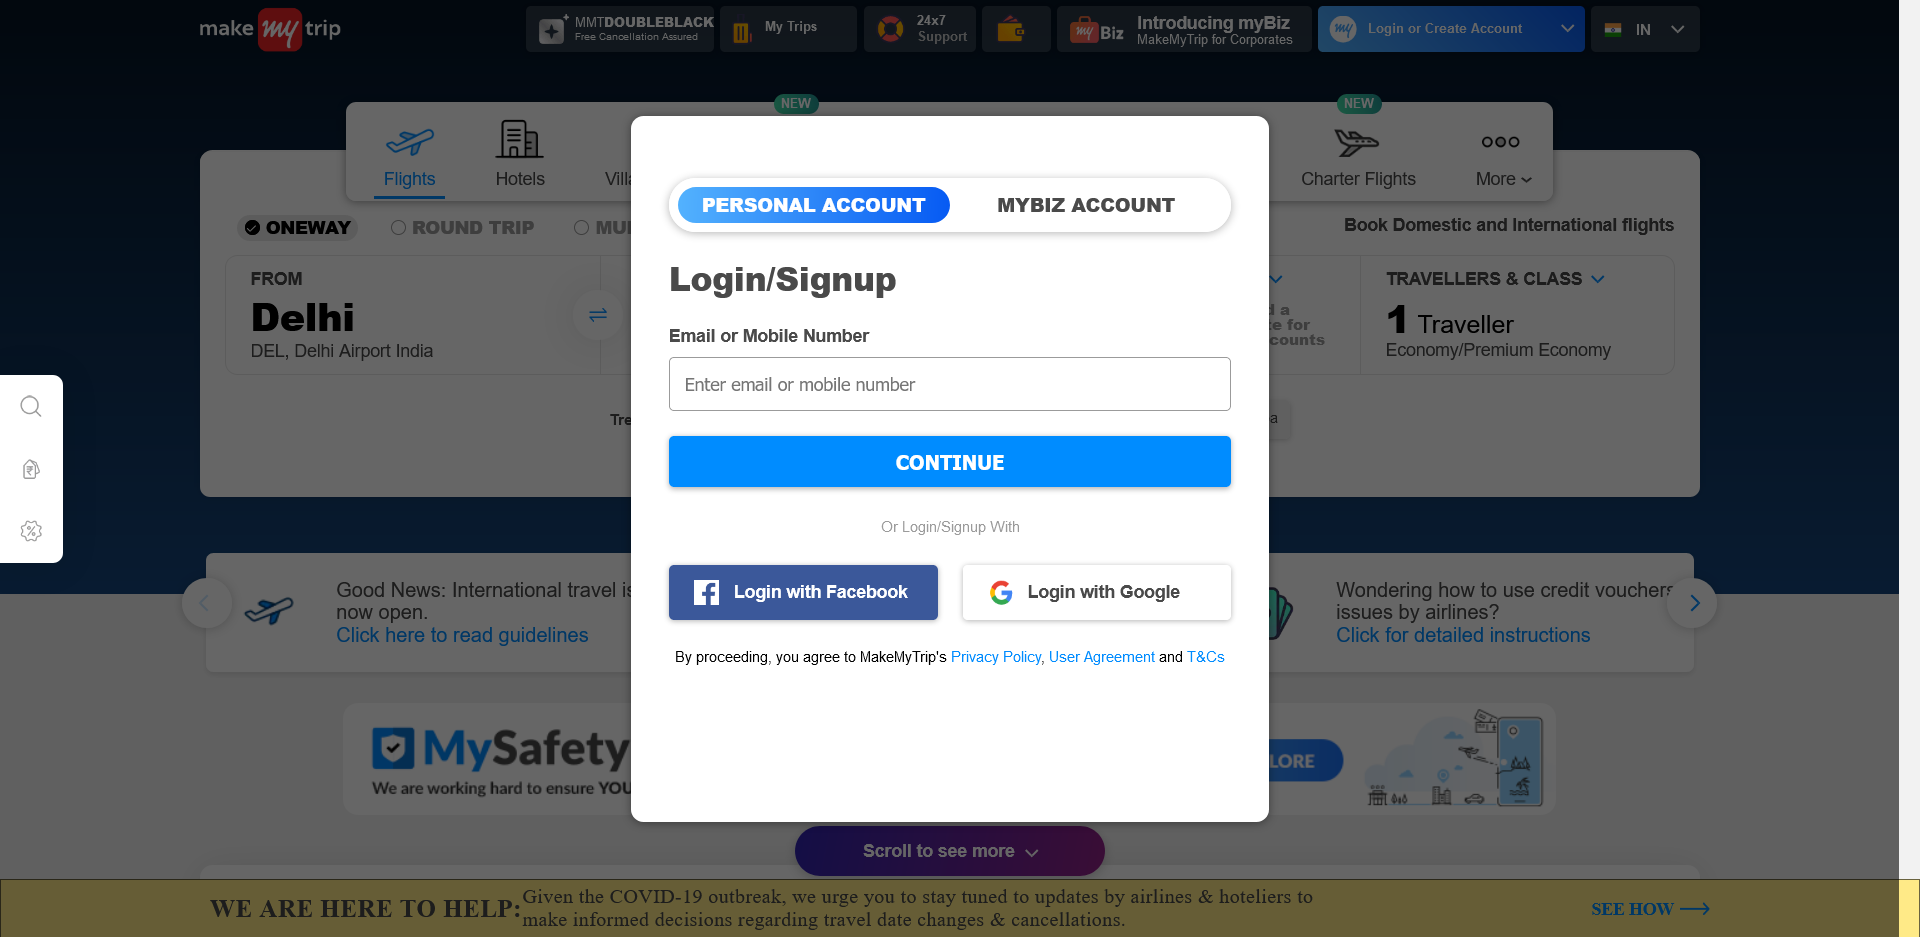 make my trip
MMTDOUBLEBLACK
Free Cancellation Assured
My Trips
24x7
Support
my Biz
Introducing myBiz
MakeMyTrip for Corporates
my
Login or Create Account
IN
NEW
NEW
Flights
Hotels
Charter Flights
More
ONEWAY
ROUND TRIP
Book Domestic and International flights
FROM
Delhi
DEL, Delhi Airport India
TRAVELLERS & CLASS
1 Traveller
Economy/Premium Economy
PERSONAL ACCOUNT
MYBIZ ACCOUNT
Login/Signup
Email or Mobile Number
Enter email or mobile number
CONTINUE
Or Login/Signup With
Login with Facebook
Login with Google
By proceeding, you agree to MakeMyTrip's Privacy Policy, User Agreement and T&Cs
Good News: International travel is
now open.
Click here to read guidelines
Wondering how to use credit vouchers
issues by airlines?
Click for detailed instructions
MySafety
We are working hard to ensure YOU
LORE
Scroll to see more
WE ARE HERE TO HELP:
Given the COVID-19 outbreak, we urge you to stay tuned to updates by airlines & hoteliers to
make informed decisions regarding travel date changes & cancellations.
SEE HOW